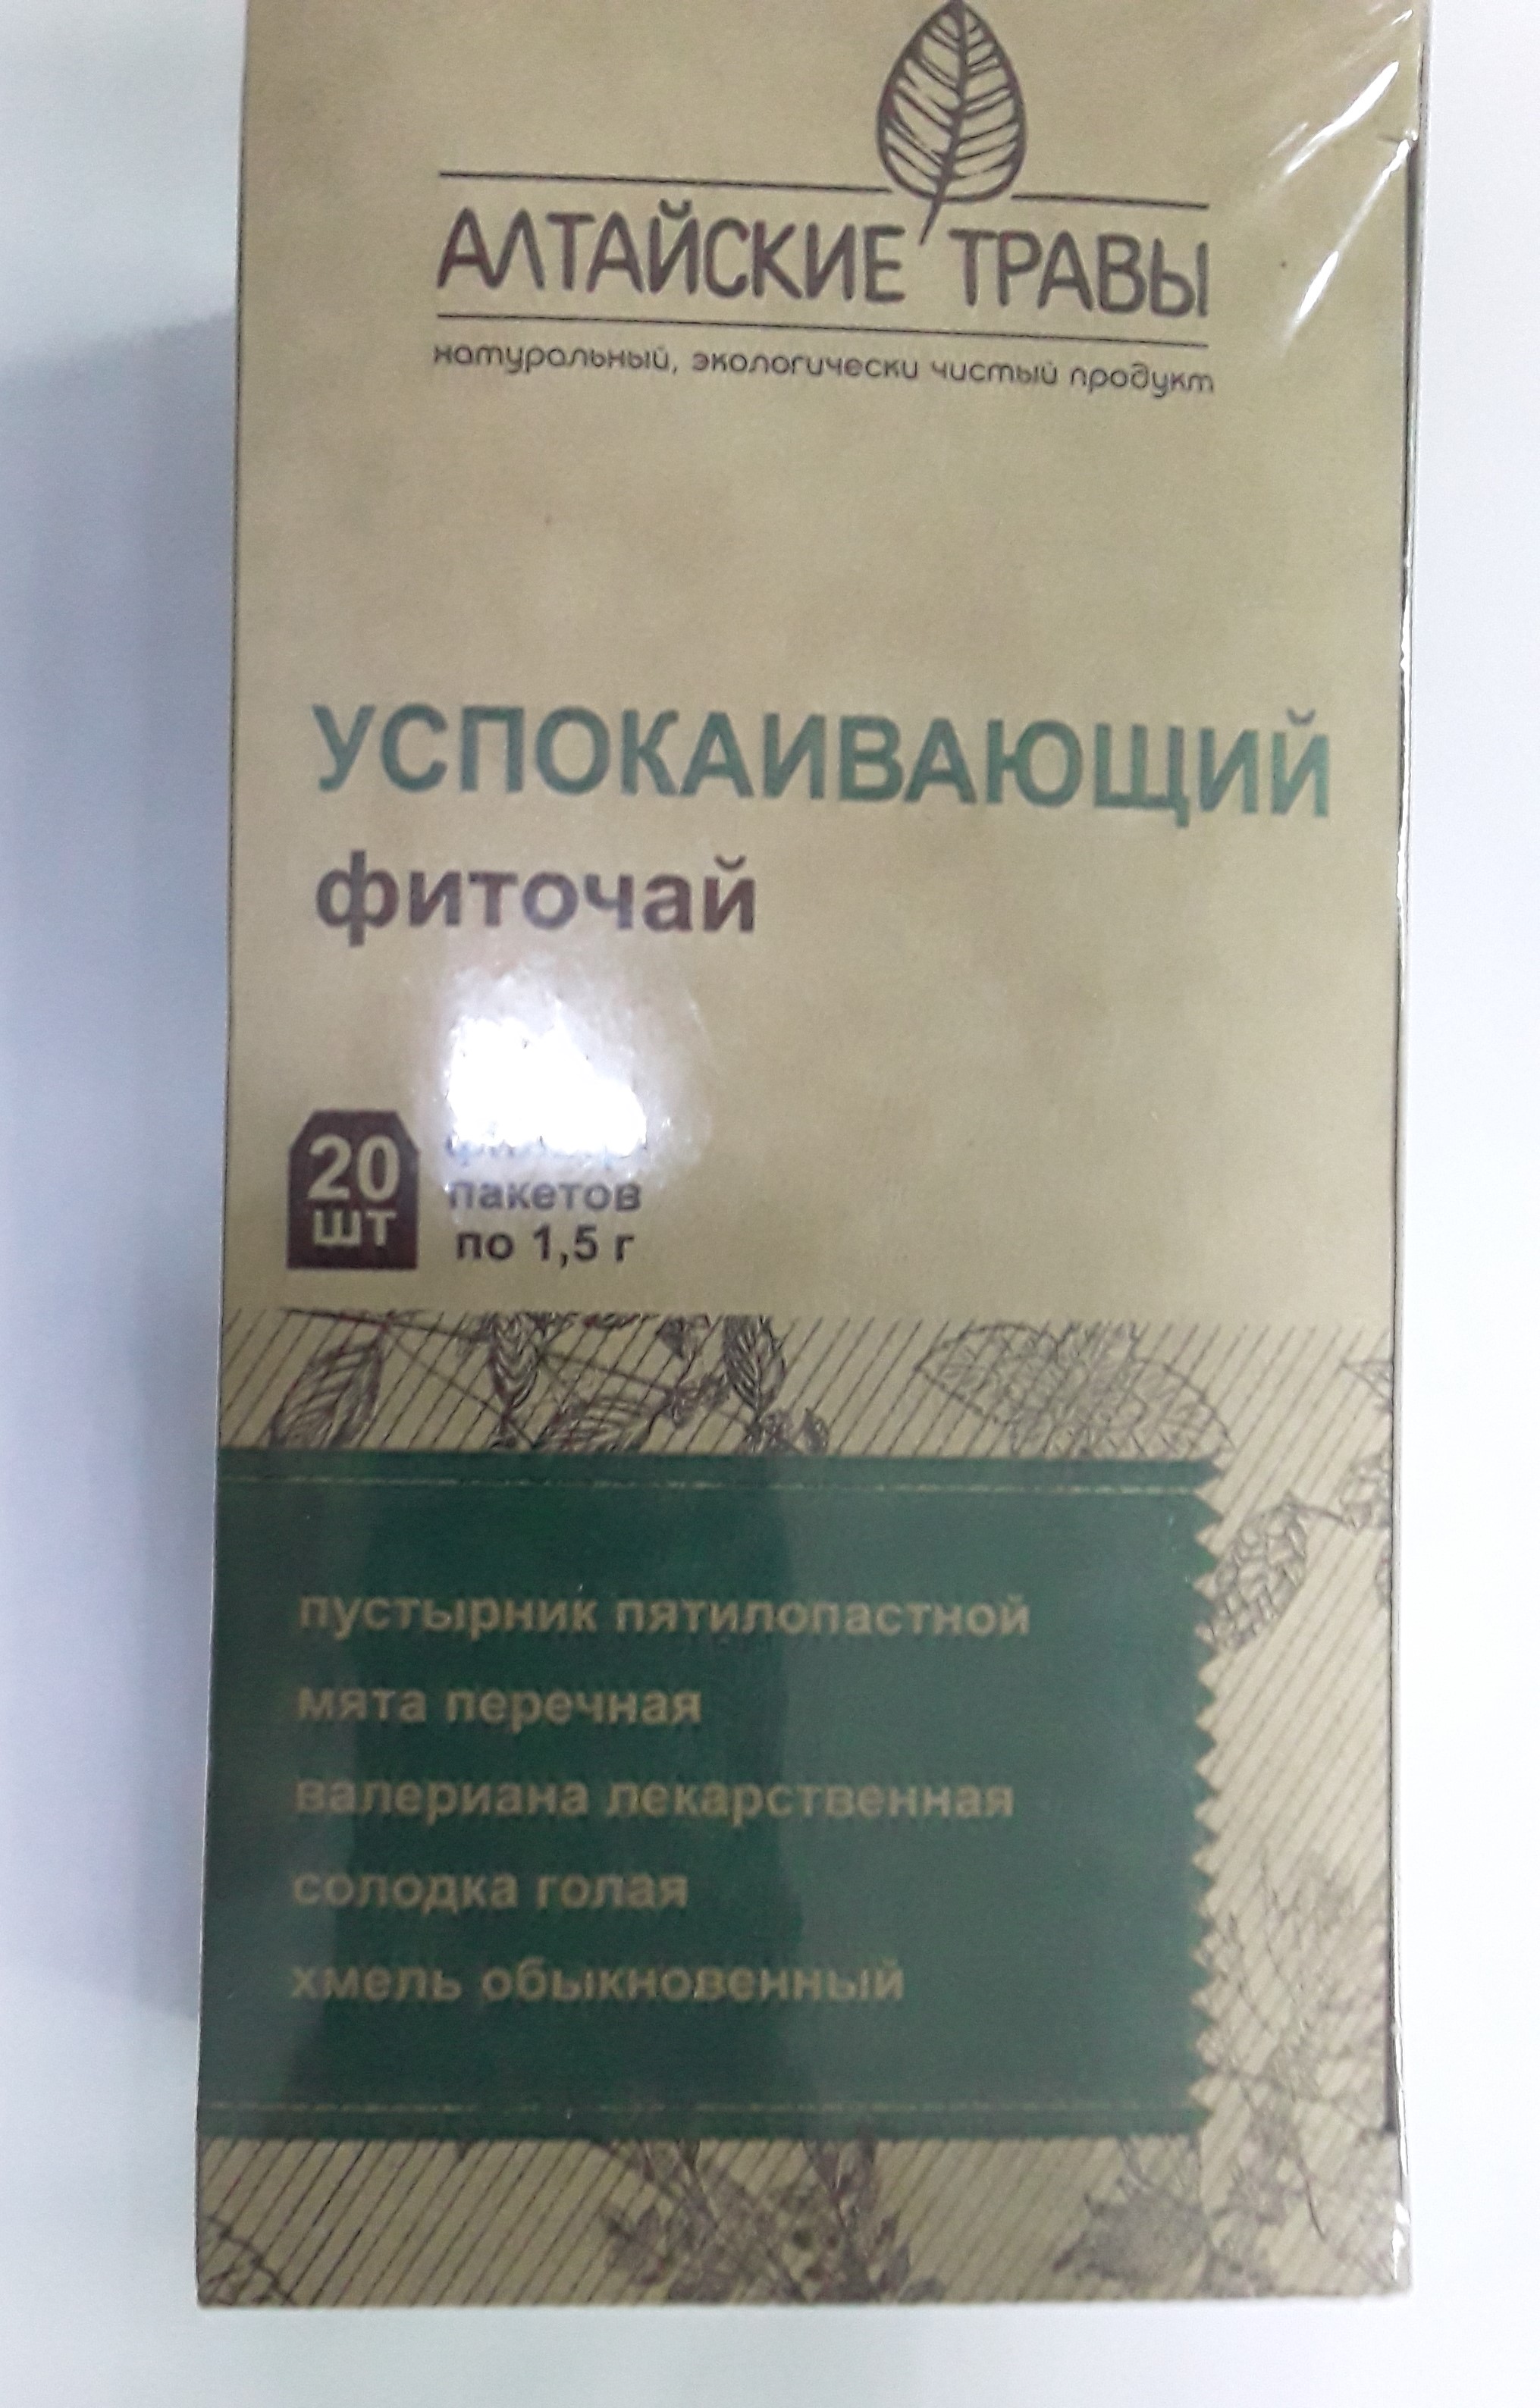 АЛТАЙСКИЕ ТРАВЫ
натуральный, экологически чистый продукт
УСПОКАИВАЮЩИЙ
фиточай
20
шт
пакетов
по 1,5 г
пустырник пятилопастной
мята перечная
валериана лекарственная
солодка голая
хмель обыкновенный